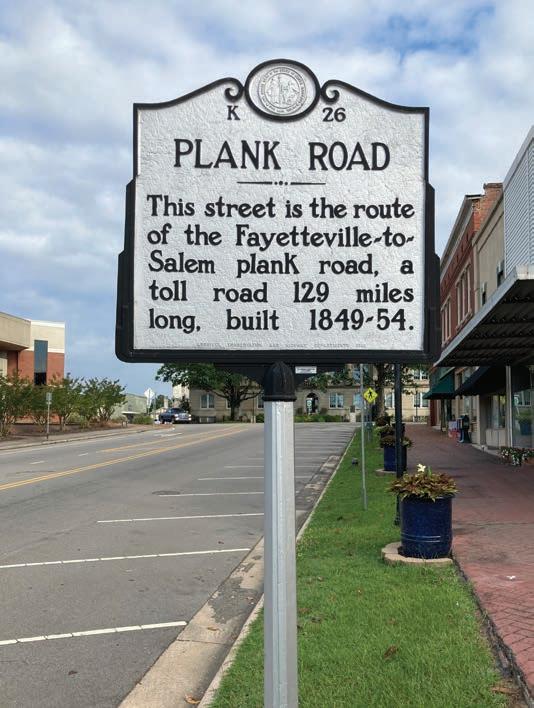 K 26
PLANK ROAD
This street is the route
of the Fayetteville-to-
Salem plank road, a
toll road 129 miles
long, built 1849-54.